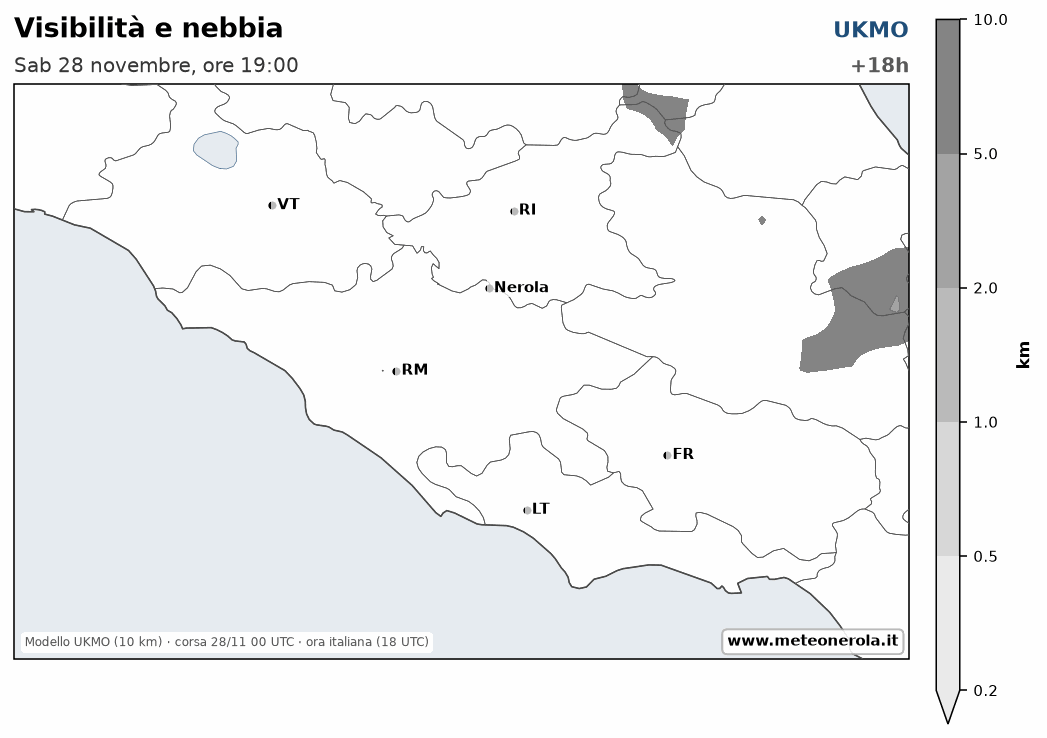 Visibilità e nebbia
UKMO
Sab 28 novembre, ore 19:00
+18h
10.0
5.0
2.0
1.0
0.5
0.2
km
VT
RI
Nerola
RM
FR
LT
Modello UKMO (10 km) · corsa 28/11 00 UTC · ora italiana (18 UTC)
www.meteonerola.it